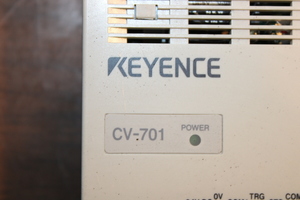 KEYENCE
CV-701 POWER
0V TRG COM